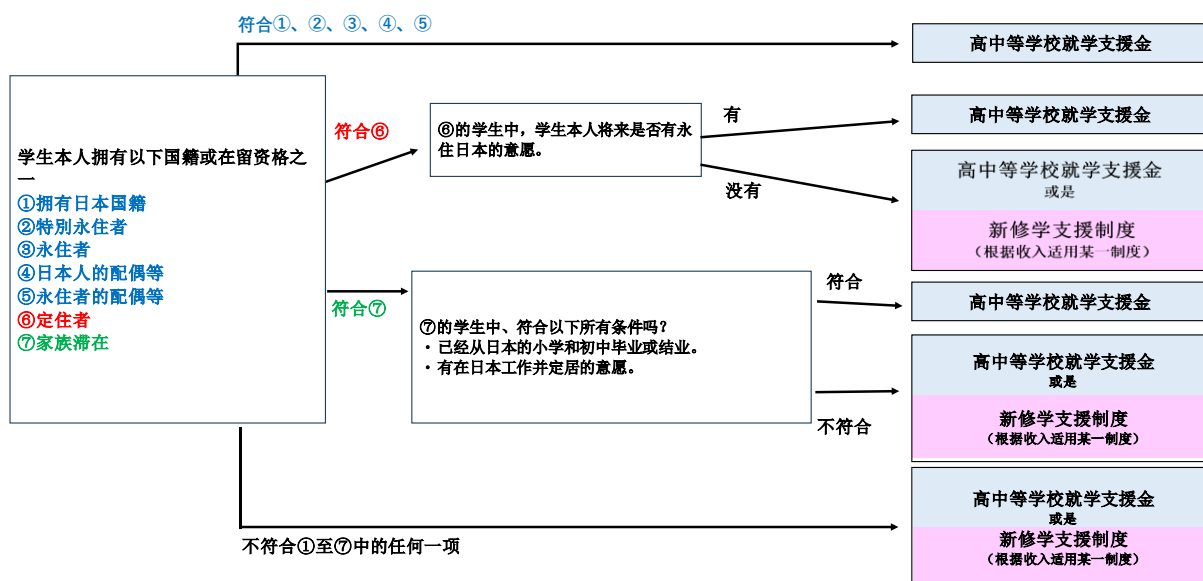 符合①、②、③、④、⑤
高中等学校就学支援金
学生本人拥有以下国籍或在留资格之
一
①拥有日本国籍
②特别永住者
③永住者
④日本人的配偶等
⑤永住者的配偶等
⑥定住者
⑦家族滞在
符合⑥
⑥的学生中，学生本人将来是否有永
住日本的意愿。
有
高中等学校就学支援金
没有
高中等学校就学支援金
或是
新修学支援制度
（根据收入适用某一制度）
符合⑦
⑦的学生中、符合以下所有条件吗？
・已经从日本的小学和初中毕业或结业。
・有在日本工作并定居的意愿。
符合
高中等学校就学支援金
不符合
高中等学校就学支援金
或是
新修学支援制度
（根据收入适用某一制度）
不符合①至⑦中的任何一项
高中等学校就学支援金
或是
新修学支援制度
（根据收入适用某一制度）